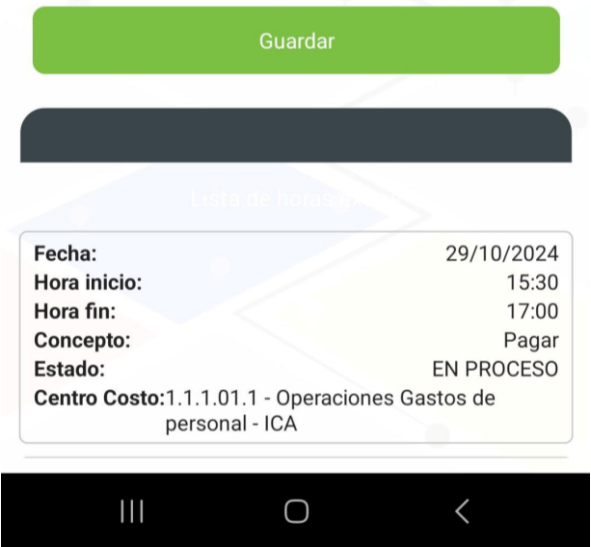 Guardar
Lista de horas
Fecha: 29/10/2024
Hora inicio: 15:30
Hora fin: 17:00
Concepto: Pagar
Estado: EN PROCESO
Centro Costo:1.1.1.01.1 - Operaciones Gastos de
personal - ICA